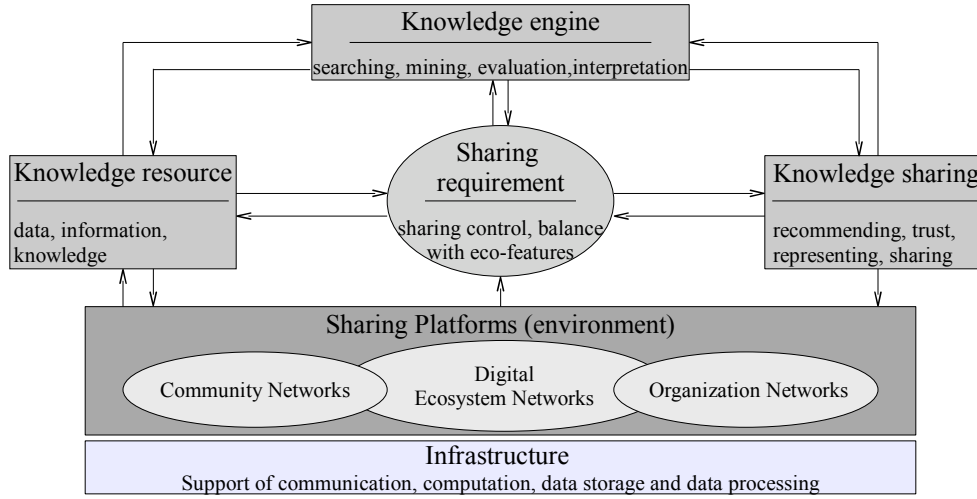 Knowledge engine
searching, mining, evaluation,interpretation
Knowledge resource
data, information,
knowledge
Sharing
requirement
sharing control, balance
with eco-features
Knowledge sharing
recommending, trust,
representing, sharing
Sharing Platforms (environment)
Community Networks
Digital
Ecosystem Networks
Organization Networks
Infrastructure
Support of communication, computation, data storage and data processing